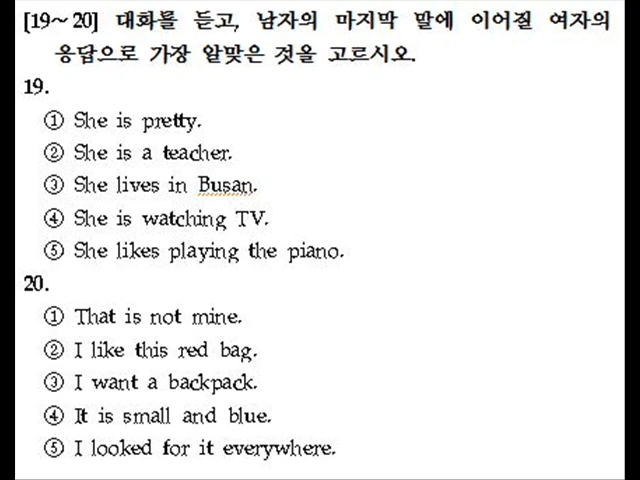 [19～20] 대화를 듣고, 남자의 마지막 말에 이어질 여자의
응답으로 가장 알맞은 것을 고르시오.
19.
① She is pretty.
② She is a teacher.
③ She lives in Busan.
④ She is watching TV.
⑤ She likes playing the piano.
20.
① That is not mine.
② I like this red bag.
③ I want a backpack.
④ It is small and blue.
⑤ I looked for it everywhere.